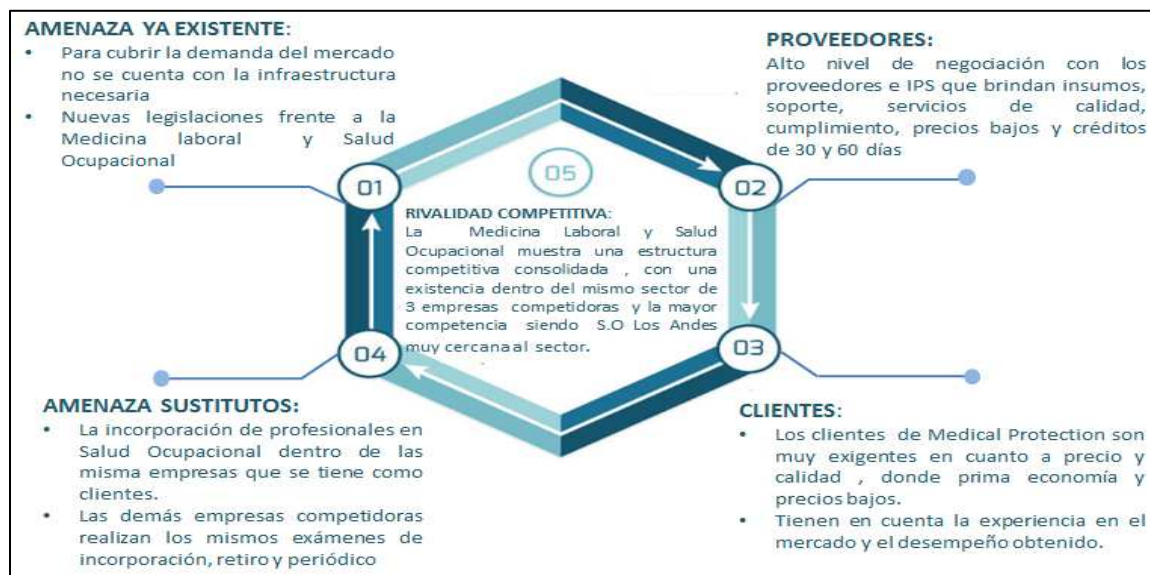 AMENAZA YA EXISTENTE:
• Para cubrir la demanda del mercado
no se cuenta con la infraestructura
necesaria
• Nuevas legislaciones frente a la
Medicina laboral y Salud
Ocupacional
01
PROVEEDORES:
Alto nivel de negociación con los
proveedores e IPS que brindan insumos,
soporte, servicios de calidad,
cumplimiento, precios bajos y créditos
de 30 y 60 días
02
05
RIVALIDAD COMPETITIVA:
La Medicina Laboral y Salud
Ocupacional muestra una estructura
competitiva consolidada , con una
existencia dentro del mismo sector de
3 empresas competidoras y la mayor
competencia siendo S.O Los Andes
muy cercana al sector.
04
AMENAZA SUSTITUTOS:
• La incorporación de profesionales en
Salud Ocupacional dentro de las
misma empresas que se tiene como
clientes.
• Las demás empresas competidoras
realizan los mismos exámenes de
incorporación, retiro y periódico
03
CLIENTES:
• Los clientes de Medical Protection son
muy exigentes en cuanto a precio y
calidad , donde prima economía y
precios bajos.
• Tienen en cuenta la experiencia en el
mercado y el desempeño obtenido.